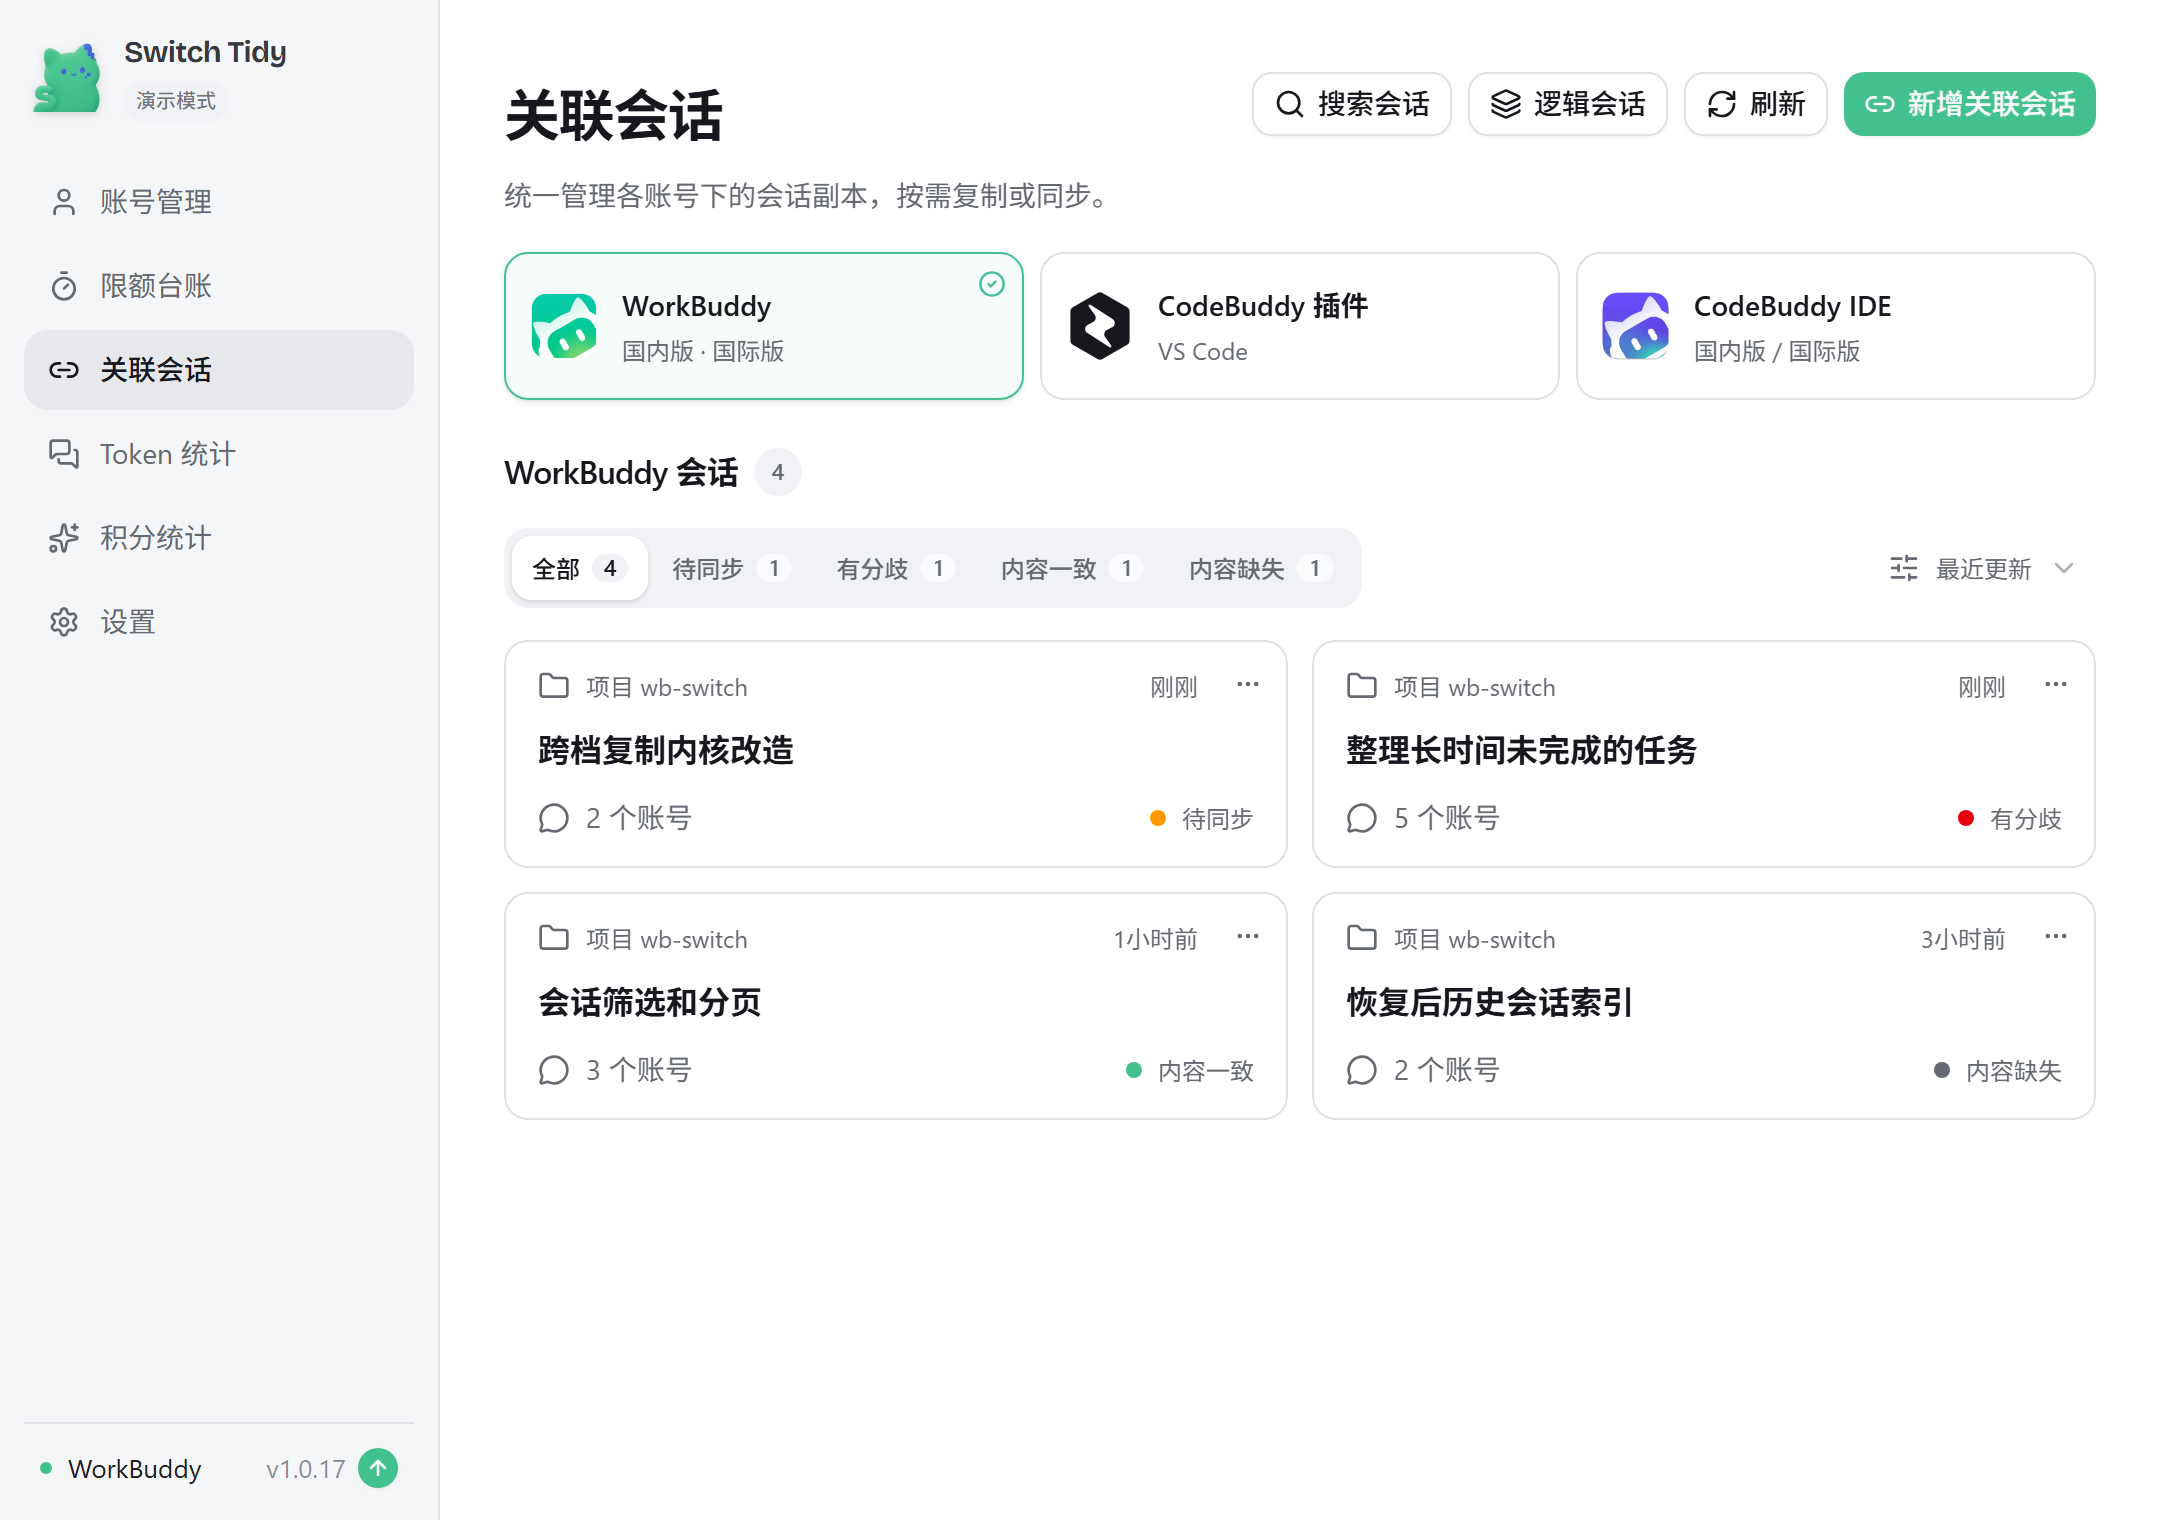 Switch Tidy
演示模式
账号管理
限额台账
关联会话
Token 统计
积分统计
设置
WorkBuddy
v1.0.17
关联会话
搜索会话
逻辑会话
刷新
新增关联会话
统一管理各账号下的会话副本，按需复制或同步。
WorkBuddy
国内版 · 国际版
CodeBuddy 插件
VS Code
CodeBuddy IDE
国内版 / 国际版
WorkBuddy 会话 4
全部 4 待同步 1 有分歧 1 内容一致 1 内容缺失 1
最近更新
项目 wb-switch 刚刚
跨档复制内核改造
2 个账号 待同步
项目 wb-switch 刚刚
整理长时间未完成的任务
5 个账号 有分歧
项目 wb-switch 1小时前
会话筛选和分页
3 个账号 内容一致
项目 wb-switch 3小时前
恢复后历史会话索引
2 个账号 内容缺失